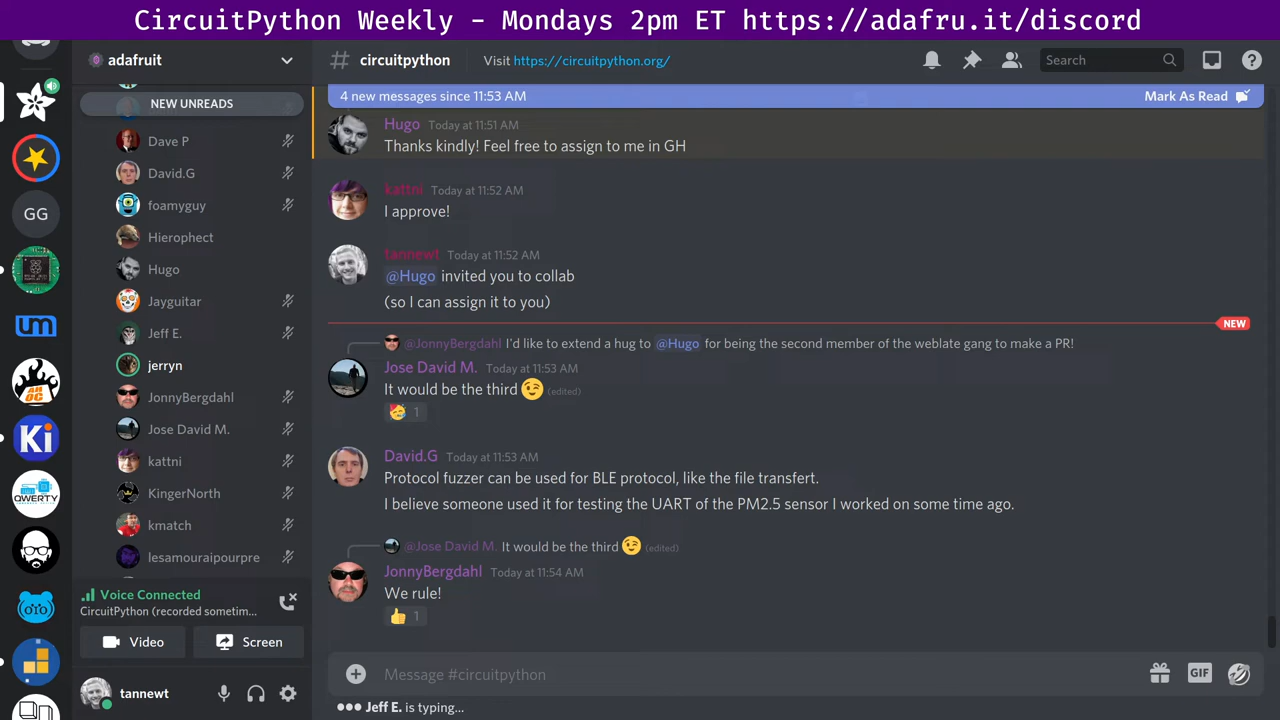 CircuitPython Weekly - Mondays 2pm ET https://adafru.it/discord
adafruit
# circuitpython
Visit https://circuitpython.org/
Search
NEW UNREADS
Dave P
David.G
foamyguy
Hierophect
Hugo
Jayguitar
Jeff E.
jerryn
JonnyBergdahl
Jose David M.
kattni
KingerNorth
kmatch
lesamouraipourpre
GG
Ki
QWERTY
Voice Connected
CircuitPython (recorded sometim...
Video
Screen
tannewt
4 new messages since 11:53 AM
Mark As Read
Hugo Today at 11:51 AM
Thanks kindly! Feel free to assign to me in GH
kattni Today at 11:52 AM
I approve!
tannewt Today at 11:52 AM
@Hugo invited you to collab
(so I can assign it to you)
NEW
@JonnyBergdahl I'd like to extend a hug to @Hugo for being the second member of the weblate gang to make a PR!
Jose David M. Today at 11:53 AM
It would be the third 😉 (edited)
🥳 1
David.G Today at 11:53 AM
Protocol fuzzer can be used for BLE protocol, like the file transfert.
I believe someone used it for testing the UART of the PM2.5 sensor I worked on some time ago.
@Jose David M. It would be the third 😉 (edited)
JonnyBergdahl Today at 11:54 AM
We rule!
👍 1
Message #circuitpython
GIF
Jeff E. is typing...